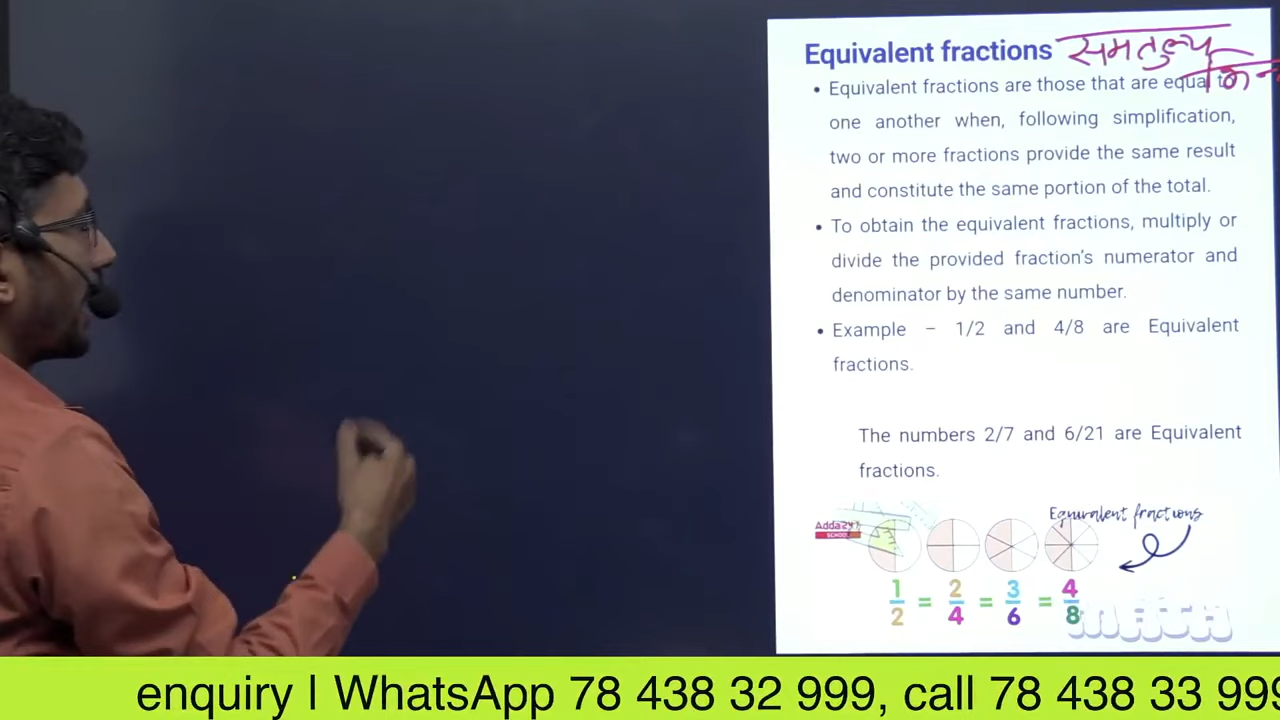 Equivalent fractions समतुल्य
• Equivalent fractions are those that are equal to
one another when, following simplification,
two or more fractions provide the same result
and constitute the same portion of the total.
• To obtain the equivalent fractions, multiply or
divide the provided fraction's numerator and
denominator by the same number.
• Example – 1/2 and 4/8 are Equivalent
fractions.
The numbers 2/7 and 6/21 are Equivalent
fractions.
Equivalent fractions
Adda247
SCHOOL
1/2 = 2/4 = 3/6 = 4/8
MATH
enquiry I WhatsApp 78 438 32 999, call 78 438 33 999